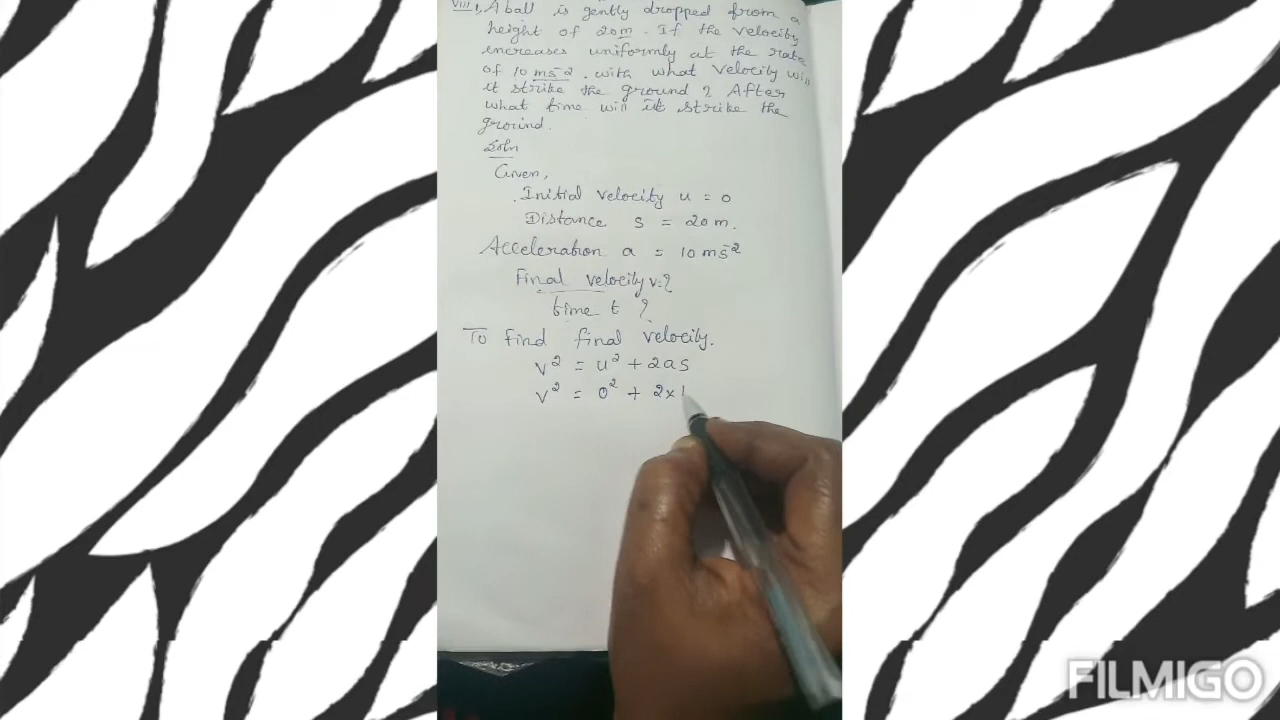 VIII 1, A ball is gently dropped from a
height of 20m. If the velocity
increases uniformly at the rate
of 10 ms⁻². with what velocity will
it strike the ground? After
what time will it strike the
ground.
Soln
Given,
Initial velocity u = 0
Distance s = 20m.
Acceleration a = 10 ms⁻²
Final velocity v=?
time t ?
To find final velocity.
v² = u² + 2as
v² = 0² + 2x1
FILMIGO